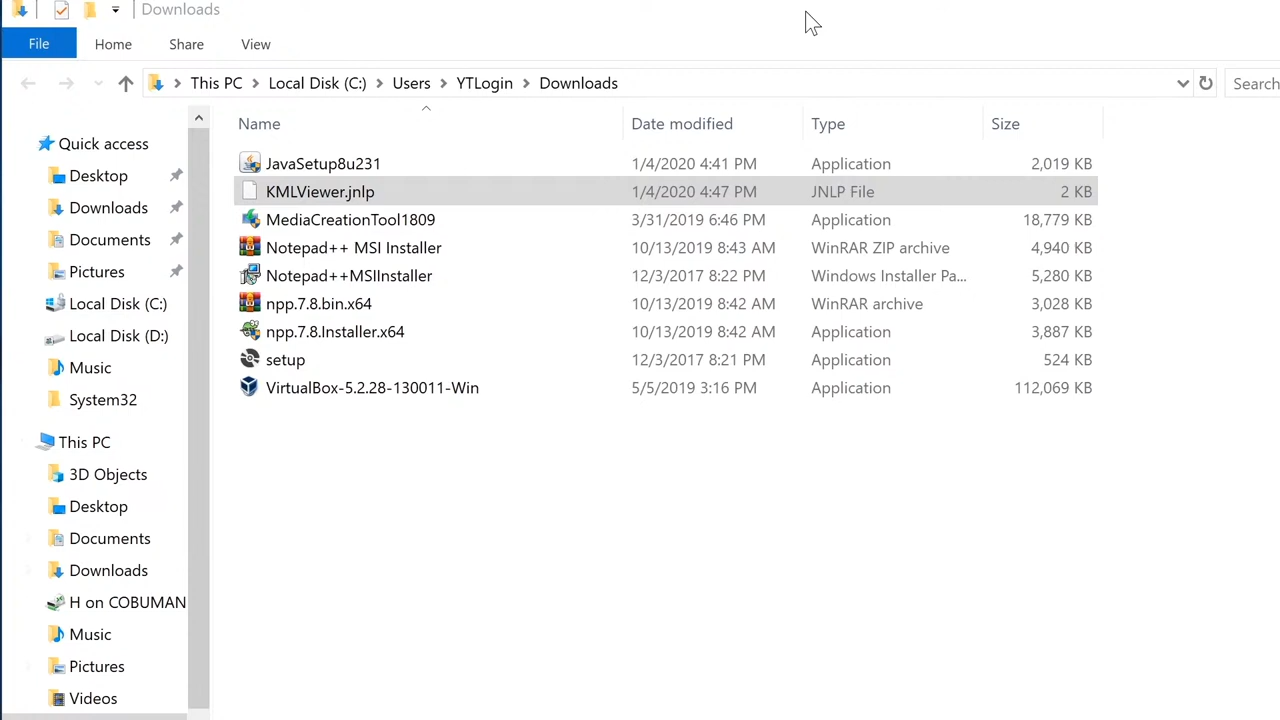 Downloads
File Home Share View
This PC Local Disk (C:) Users YTLogin Downloads Search
Name Date modified Type Size
JavaSetup8u231 1/4/2020 4:41 PM Application 2,019 KB
KMLViewer.jnlp 1/4/2020 4:47 PM JNLP File 2 KB
MediaCreationTool1809 3/31/2019 6:46 PM Application 18,779 KB
Notepad++ MSI Installer 10/13/2019 8:43 AM WinRAR ZIP archive 4,940 KB
Notepad++MSIInstaller 12/3/2017 8:22 PM Windows Installer Pa... 5,280 KB
npp.7.8.bin.x64 10/13/2019 8:42 AM WinRAR archive 3,028 KB
npp.7.8.Installer.x64 10/13/2019 8:42 AM Application 3,887 KB
setup 12/3/2017 8:21 PM Application 524 KB
VirtualBox-5.2.28-130011-Win 5/5/2019 3:16 PM Application 112,069 KB
Quick access
Desktop
Downloads
Documents
Pictures
Local Disk (C:)
Local Disk (D:)
Music
System32
This PC
3D Objects
Desktop
Documents
Downloads
H on COBUMAN
Music
Pictures
Videos